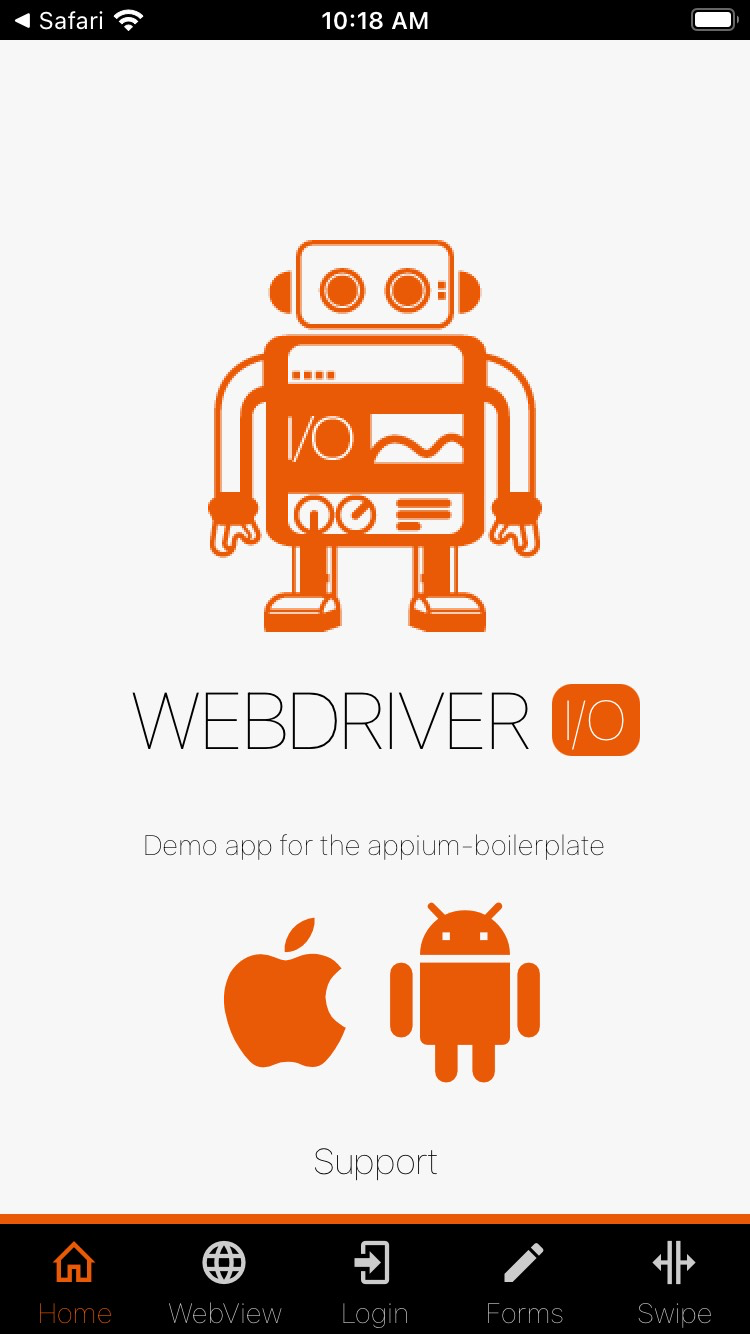 Safari
10:18 AM
I/O
WEBDRIVER I/O
Demo app for the appium-boilerplate
Support
Home WebView Login Forms Swipe